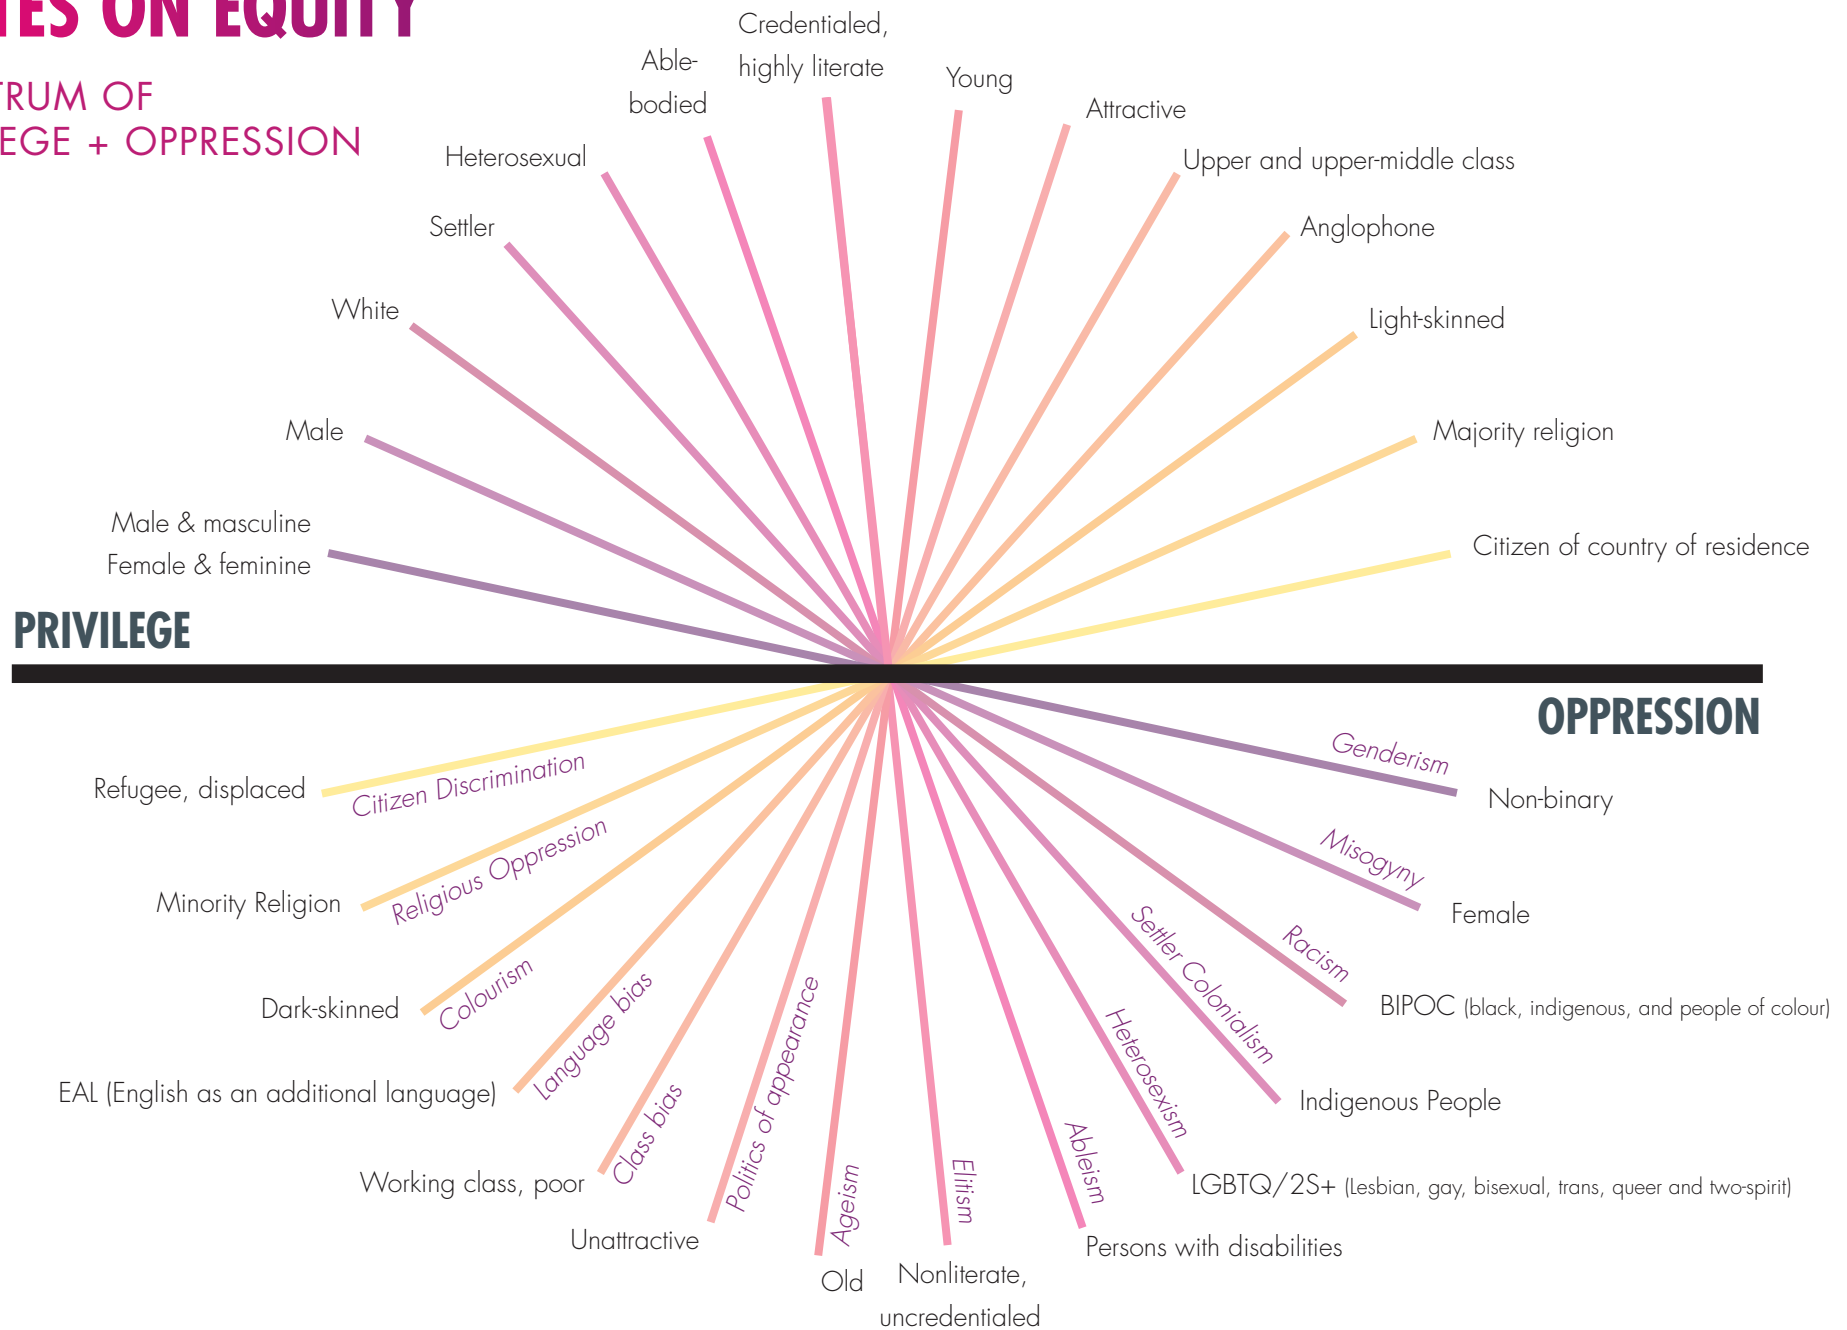 TES ON EQUITY
TRUM OF
EGE + OPPRESSION
Credentialed,
highly literate
Able-
bodied
Young
Attractive
Heterosexual
Upper and upper-middle class
Settler
Anglophone
White
Light-skinned
Male
Majority religion
Male & masculine
Female & feminine
Citizen of country of residence
PRIVILEGE
OPPRESSION
Genderism
Non-binary
Refugee, displaced
Citizen Discrimination
Misogyny
Female
Minority Religion
Religious Oppression
Racism
BIPOC (black, indigenous, and people of colour)
Dark-skinned
Colourism
Settler Colonialism
Indigenous People
EAL (English as an additional language)
Language bias
Heterosexism
LGBTQ/2S+ (Lesbian, gay, bisexual, trans, queer and two-spirit)
Working class, poor
Class bias
Politics of appearance
Unattractive
Ageism
Old
Elitism
Nonliterate,
uncredentialed
Ableism
Persons with disabilities